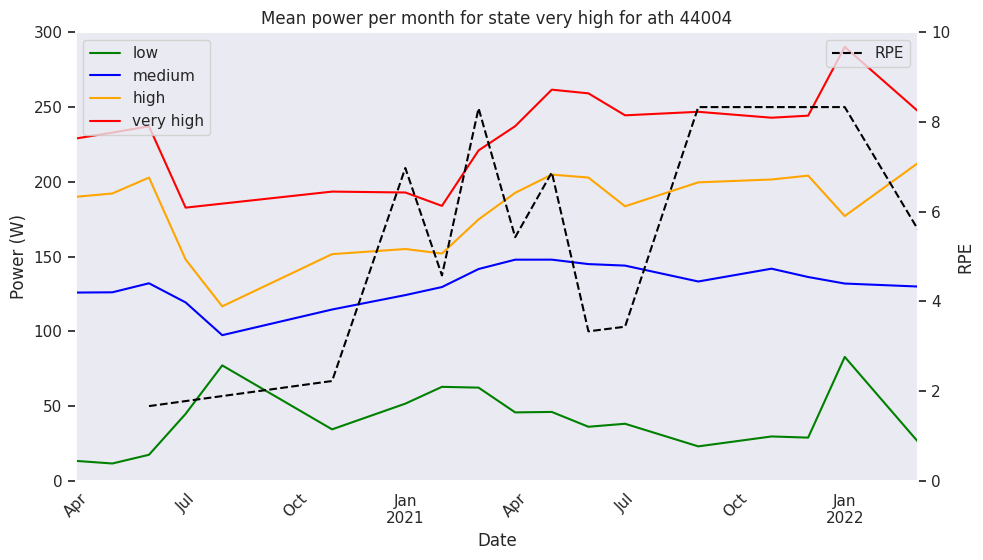 Mean power per month for state very high for ath 44004
low
medium
high
very high
RPE
300
250
200
150
100
50
0
Power (W)
10
8
6
4
2
0
RPE
Apr
Jul
Oct
Jan
2021
Apr
Jul
Oct
Jan
2022
Date